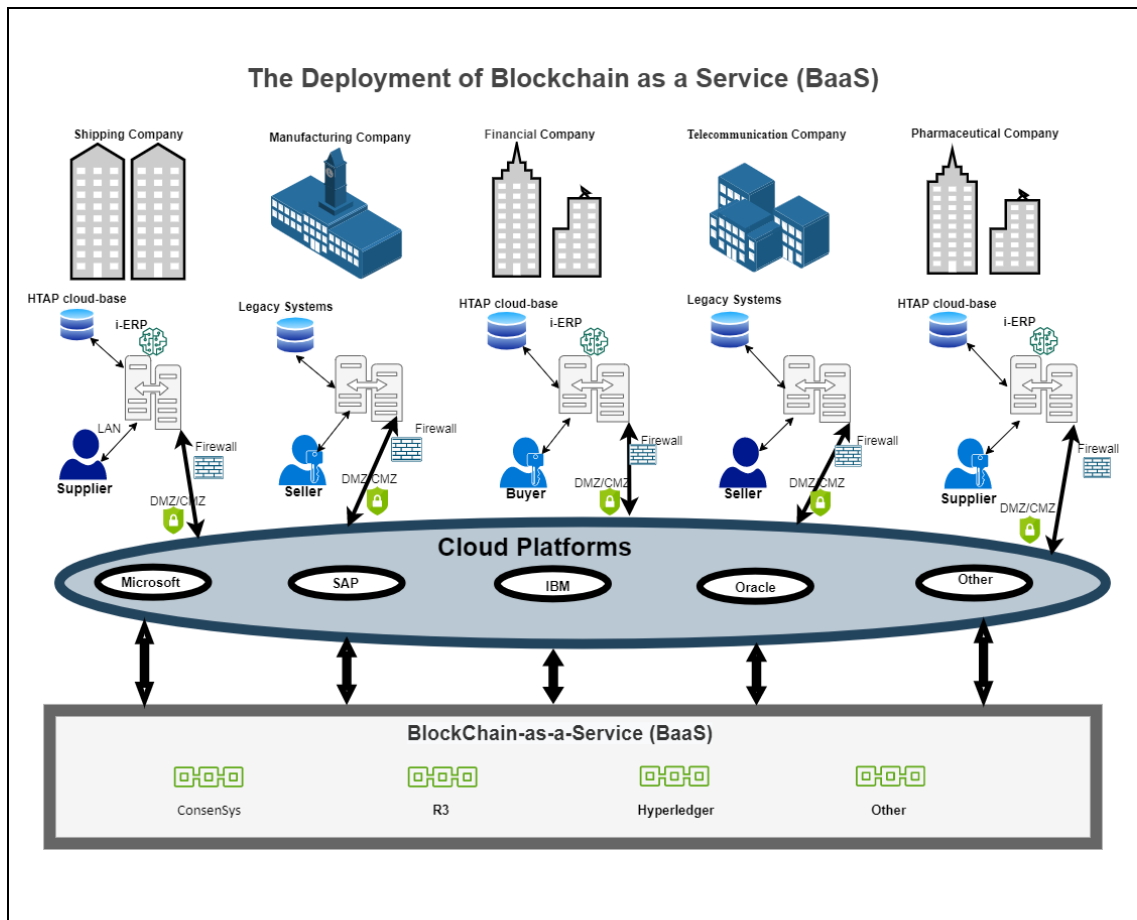 The Deployment of Blockchain as a Service (BaaS)
Shipping Company
Manufacturing Company
Financial Company
Telecommunication Company
Pharmaceutical Company
HTAP cloud-base
i-ERP
LAN
Supplier
Firewall
DMZ/CMZ
Legacy Systems
Seller
Firewall
DMZ/CMZ
HTAP cloud-base
i-ERP
Buyer
Firewall
DMZ/CMZ
Legacy Systems
Seller
Firewall
DMZ/CMZ
HTAP cloud-base
i-ERP
Supplier
Firewall
DMZ/CMZ
Cloud Platforms
Microsoft
SAP
IBM
Oracle
Other
BlockChain-as-a-Service (BaaS)
ConsenSys
R3
Hyperledger
Other